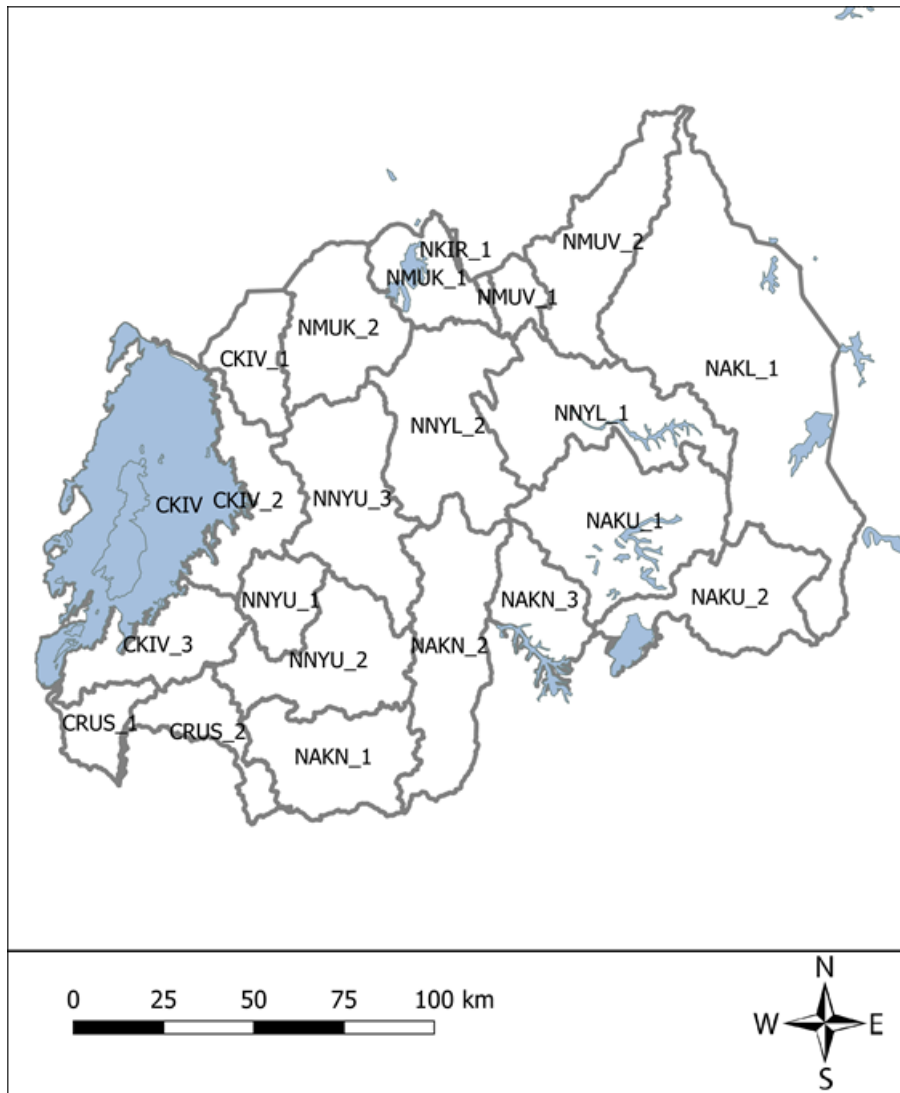 NKIR_1
NMUV_2
NMUK_1
NMUV_1
NMUK_2
CKIV_1
NAKL_1
NNYL_2
NNYL_1
CKIV
CKIV_2
NNYU_3
NAKU_1
NNYU_1
NAKN_3
NAKU_2
CKIV_3
NNYU_2
NAKN_2
CRUS_1
CRUS_2
NAKN_1
0 25 50 75 100 km
N
W E
S